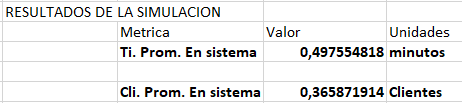 RESULTADOS DE LA SIMULACION
Metrica Valor Unidades
Ti. Prom. En sistema 0,497554818 minutos
Cli. Prom. En sistema 0,365871914 Clientes